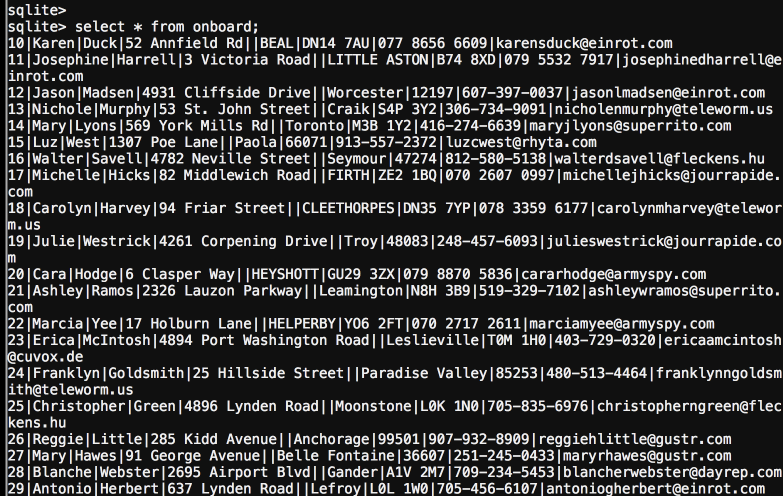 sqlite>
sqlite> select * from onboard;
10|Karen|Duck|52 Annfield Rd||BEAL|DN14 7AU|077 8656 6609|karensduck@einrot.com
11|Josephine|Harrell|3 Victoria Road||LITTLE ASTON|B74 8XD|079 5532 7917|josephinedharrell@e
inrot.com
12|Jason|Madsen|4931 Cliffside Drive||Worcester|12197|607-397-0037|jasonlmadsen@einrot.com
13|Nichole|Murphy|53 St. John Street||Craik|S4P 3Y2|306-734-9091|nicholenmurphy@teleworm.us
14|Mary|Lyons|569 York Mills Rd||Toronto|M3B 1Y2|416-274-6639|maryjlyons@superrito.com
15|Luz|West|1307 Poe Lane||Paola|66071|913-557-2372|luzcwest@rhyta.com
16|Walter|Savell|4782 Neville Street||Seymour|47274|812-580-5138|walterdsavell@fleckens.hu
17|Michelle|Hicks|82 Middlewich Road||FIRTH|ZE2 1BQ|070 2607 0997|michellejhicks@jourrapide.
com
18|Carolyn|Harvey|94 Friar Street||CLEETHORPES|DN35 7YP|078 3359 6177|carolynmharvey@telewor
m.us
19|Julie|Westrick|4261 Corpening Drive||Troy|48083|248-457-6093|julieswestrick@jourrapide.co
m
20|Cara|Hodge|6 Clasper Way||HEYSHOTT|GU29 3ZX|079 8870 5836|cararhodge@armyspy.com
21|Ashley|Ramos|2326 Lauzon Parkway||Leamington|N8H 3B9|519-329-7102|ashleywramos@superrito.
com
22|Marcia|Yee|17 Holburn Lane||HELPERBY|YO6 2FT|070 2717 2611|marciamyee@armyspy.com
23|Erica|McIntosh|4894 Port Washington Road||Leslieville|T0M 1H0|403-729-0320|ericaamcintosh
@cuvox.de
24|Franklyn|Goldsmith|25 Hillside Street||Paradise Valley|85253|480-513-4464|franklynngoldsm
ith@teleworm.us
25|Christopher|Green|4896 Lynden Road||Moonstone|L0K 1N0|705-835-6976|christopherngreen@flec
kens.hu
26|Reggie|Little|285 Kidd Avenue||Anchorage|99501|907-932-8909|reggiehlittle@gustr.com
27|Mary|Hawes|91 George Avenue||Belle Fontaine|36607|251-245-0433|maryrhawes@gustr.com
28|Blanche|Webster|2695 Airport Blvd||Gander|A1V 2M7|709-234-5453|blancherwebster@dayrep.com
29|Antonio|Herbert|637 Lynden Road||Lefroy|L0L 1W0|705-456-6107|antoniogherbert@einrot.com